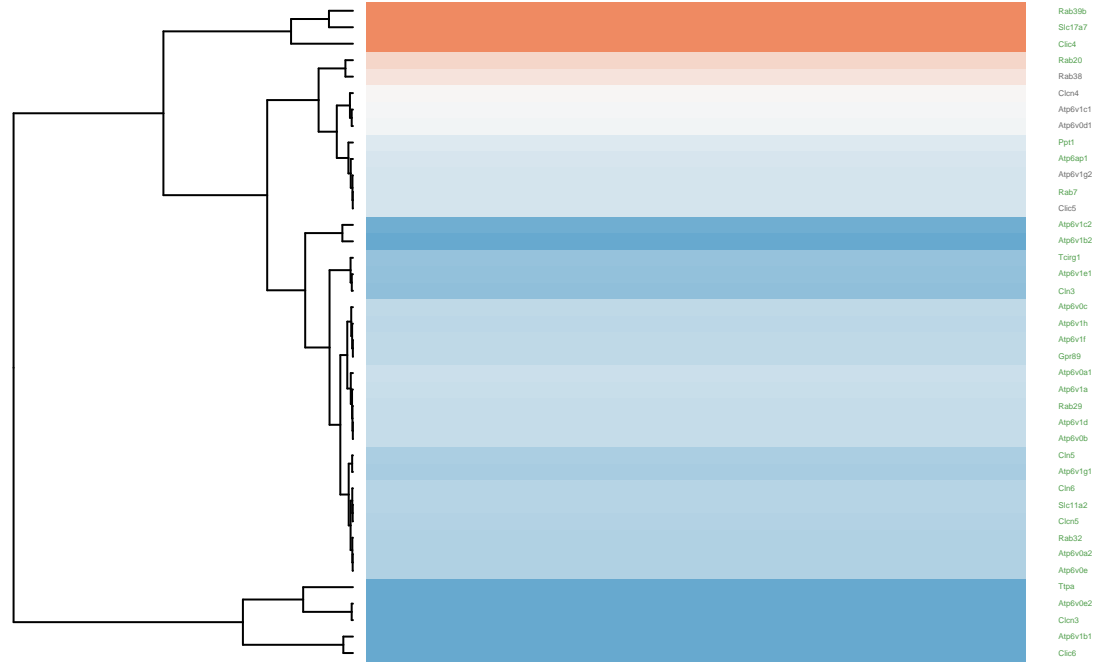 Rab39b
Slc17a7
Clic4
Rab20
Rab38
Clcn4
Atp6v1c1
Atp6v0d1
Ppt1
Atp6ap1
Atp6v1g2
Rab7
Clic5
Atp6v1c2
Atp6v1b2
Tcirg1
Atp6v1e1
Cln3
Atp6v0c
Atp6v1h
Atp6v1f
Gpr89
Atp6v0a1
Atp6v1a
Rab29
Atp6v1d
Atp6v0b
Cln5
Atp6v1g1
Cln6
Slc11a2
Clcn5
Rab32
Atp6v0a2
Atp6v0e
Ttpa
Atp6v0e2
Clcn3
Atp6v1b1
Clic6